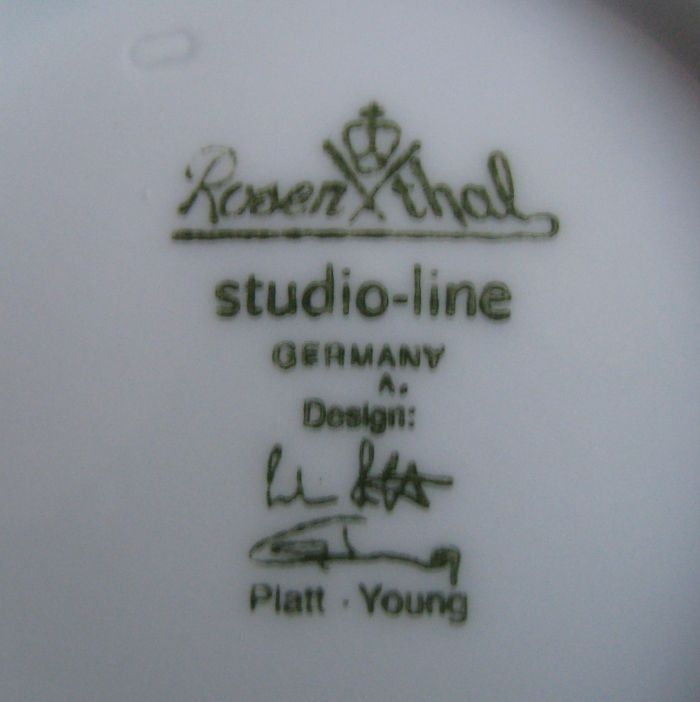 Rosenthal
studio-line
GERMANY
Design:
Platt · Young